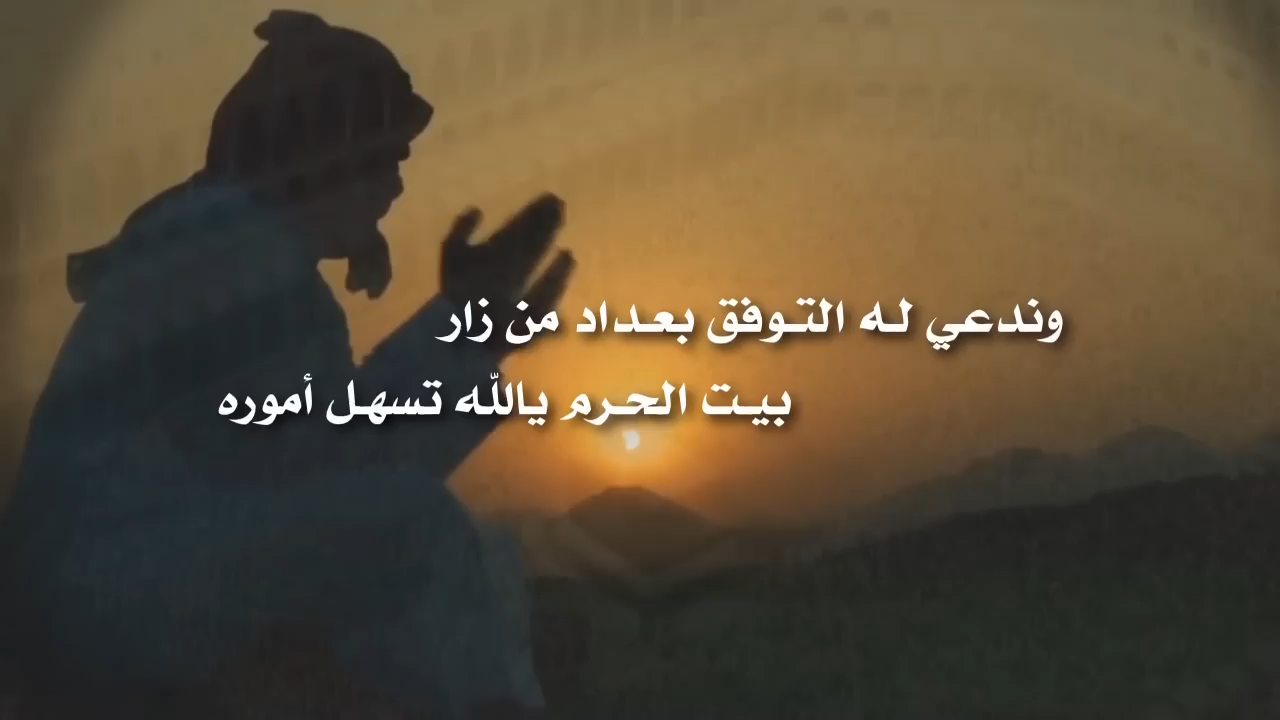 وندعي له التوفق بعداد من زار
بيت الحرم يالله تسهل أموره